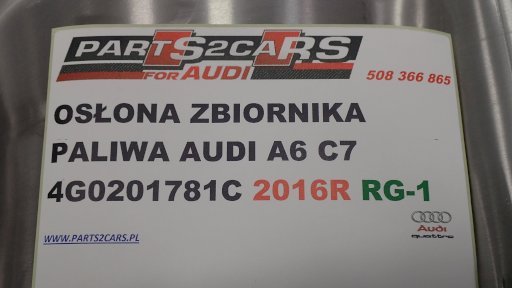 PARTS2CARS
FOR AUDI
508 366 865
OSŁONA ZBIORNIKA
PALIWA AUDI A6 C7
4G0201781C 2016R RG-1
Audi
quattro
WWW.PARTS2CARS.PL